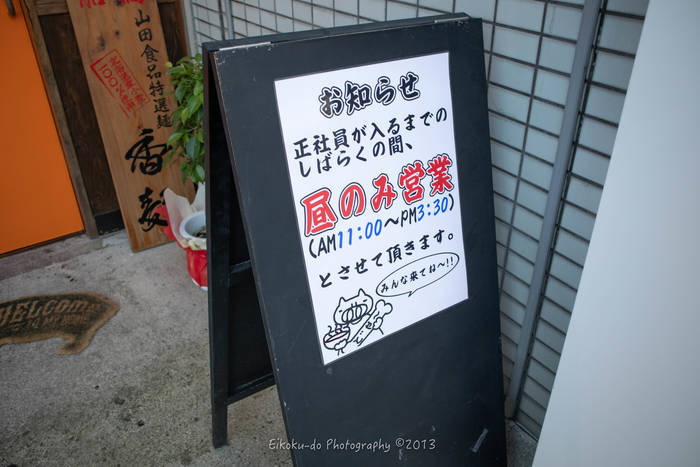 お知らせ
正社員が入るまでの
しばらくの間、
昼のみ営業
(AM11:00~PM3:30)
とさせて頂きます。
みんな来てね~!!
山田食品特選麺
WELCOME
Eikoku-do Photography ©2013